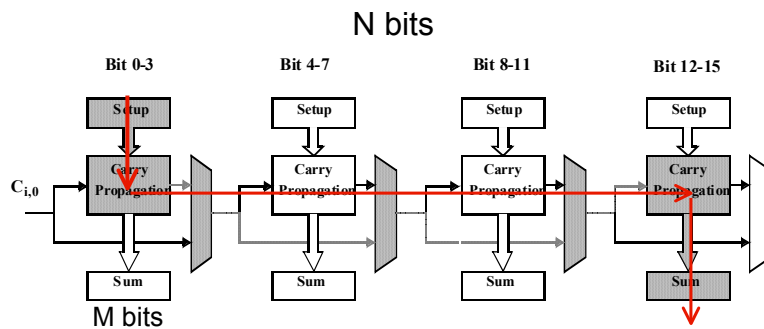 N bits
Bit 0-3 Bit 4-7 Bit 8-11 Bit 12-15
Setup Setup Setup Setup
Carry Carry Carry Carry
Propagation Propagation Propagation Propagation
C_{i,0}
Sum Sum Sum Sum
M bits